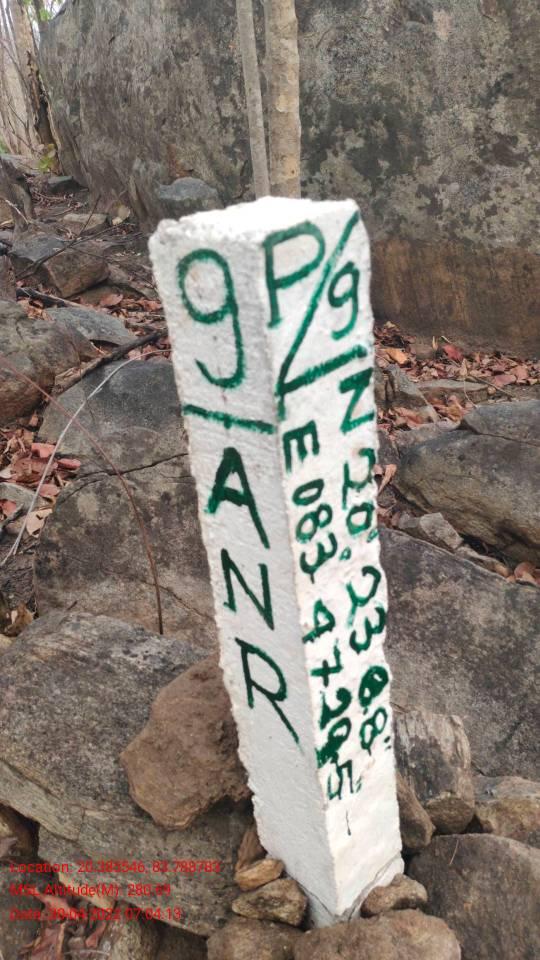 9
ANR
P/9
N 20° 23' 8.8"
E 083 47 29.5"
Location: 20.385546, 83.788783
MSL Altitude(M): 280.69
Date: 30-04-2022 07:04:13